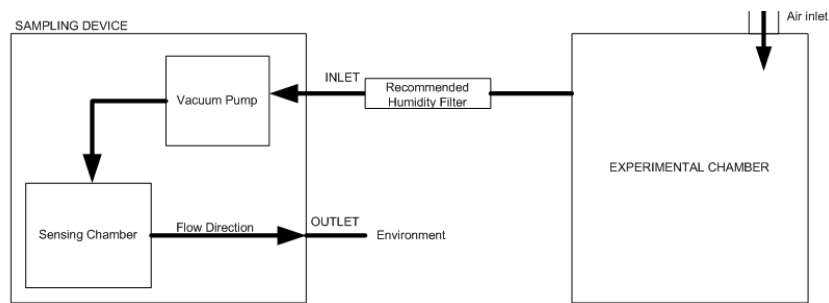 SAMPLING DEVICE
Air inlet
INLET
Vacuum Pump
Recommended
Humidity Filter
EXPERIMENTAL CHAMBER
OUTLET
Sensing Chamber
Flow Direction
Environment